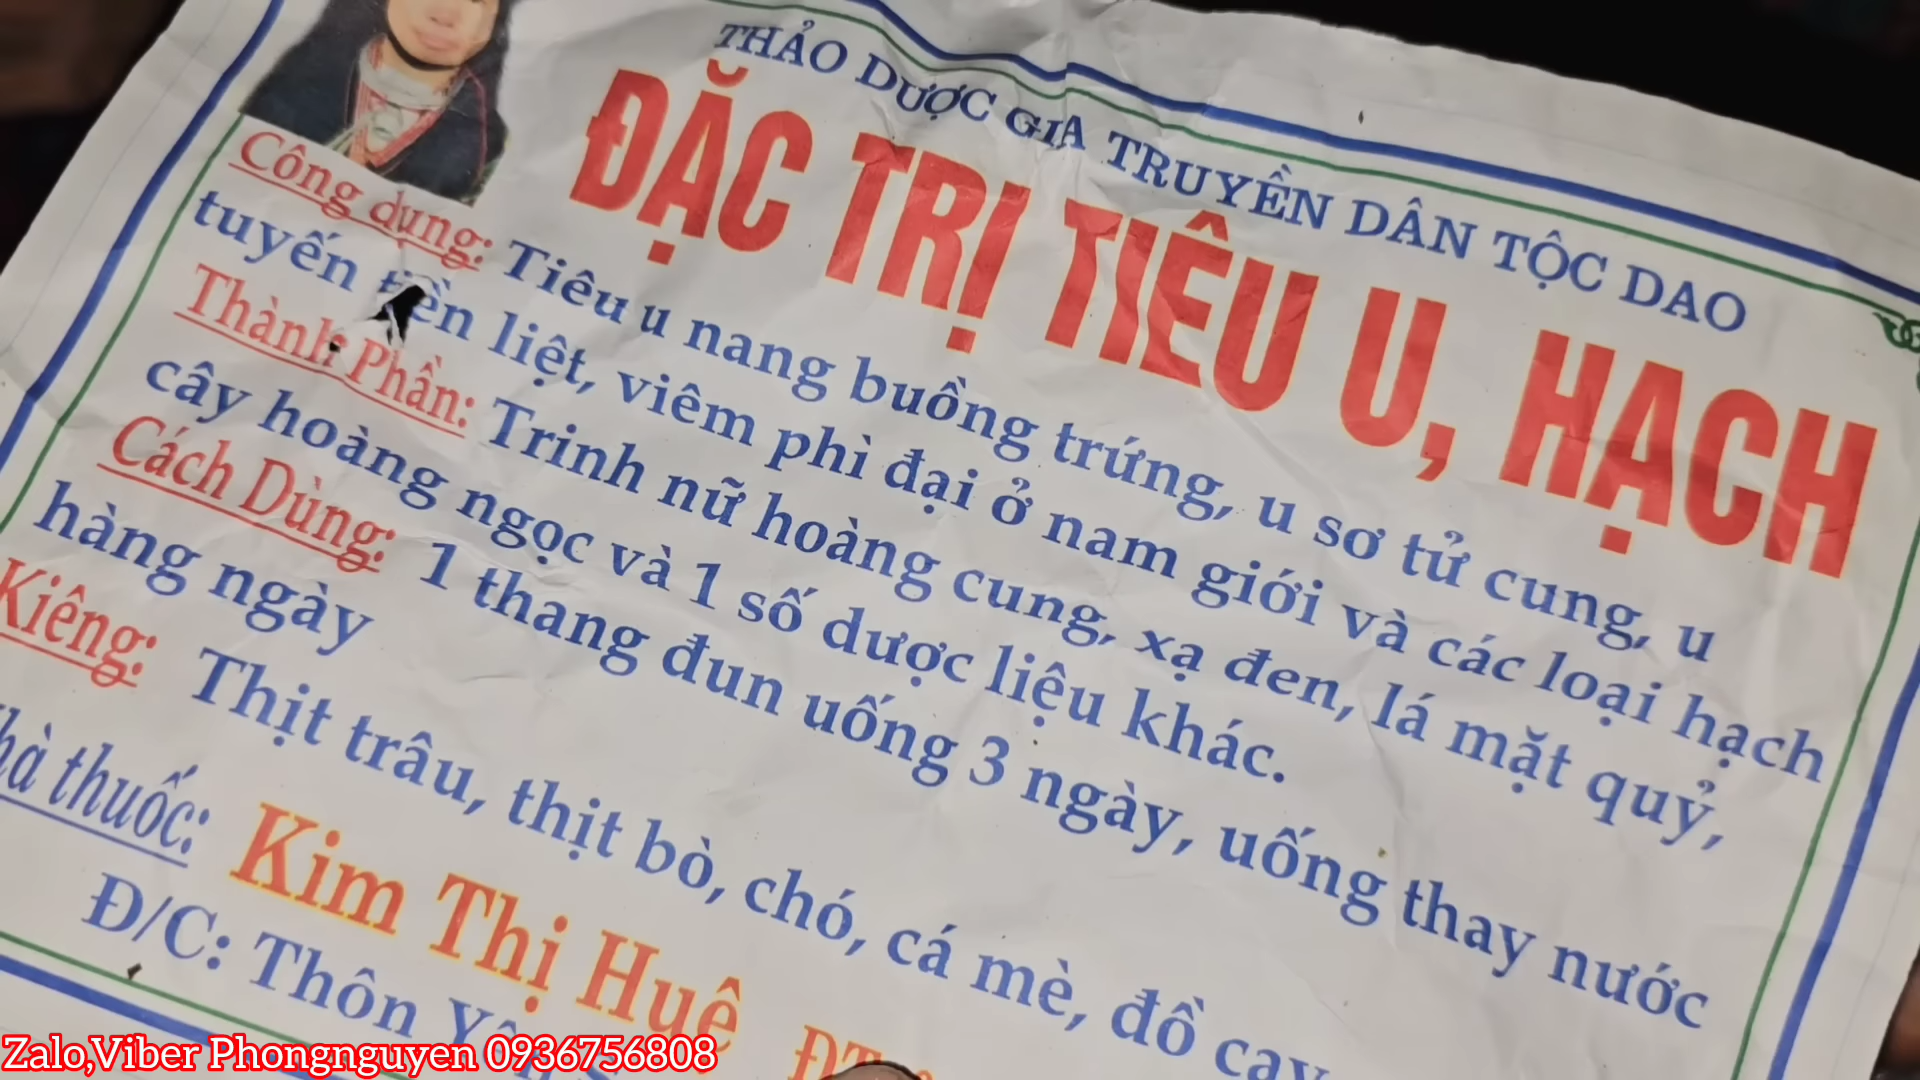 THẢO DƯỢC GIA TRUYỀN DÂN TỘC DAO
ĐẶC TRỊ TIÊU U, HẠCH
Công dụng: Tiêu u nang buồng trứng, u sơ tử cung, u
tuyến tiền liệt, viêm phì đại ở nam giới và các loại hạch
Thành Phần: Trinh nữ hoàng cung, xạ đen, lá mặt quỷ,
cây hoàng ngọc và 1 số dược liệu khác.
Cách Dùng: 1 thang đun uống 3 ngày, uống thay nước
hàng ngày
Kiêng: Thịt trâu, thịt bò, chó, cá mè, đồ cay
hà thuốc: Kim Thị Huê ĐT
Đ/C: Thôn
Zalo,Viber Phongnguyen 0936756808